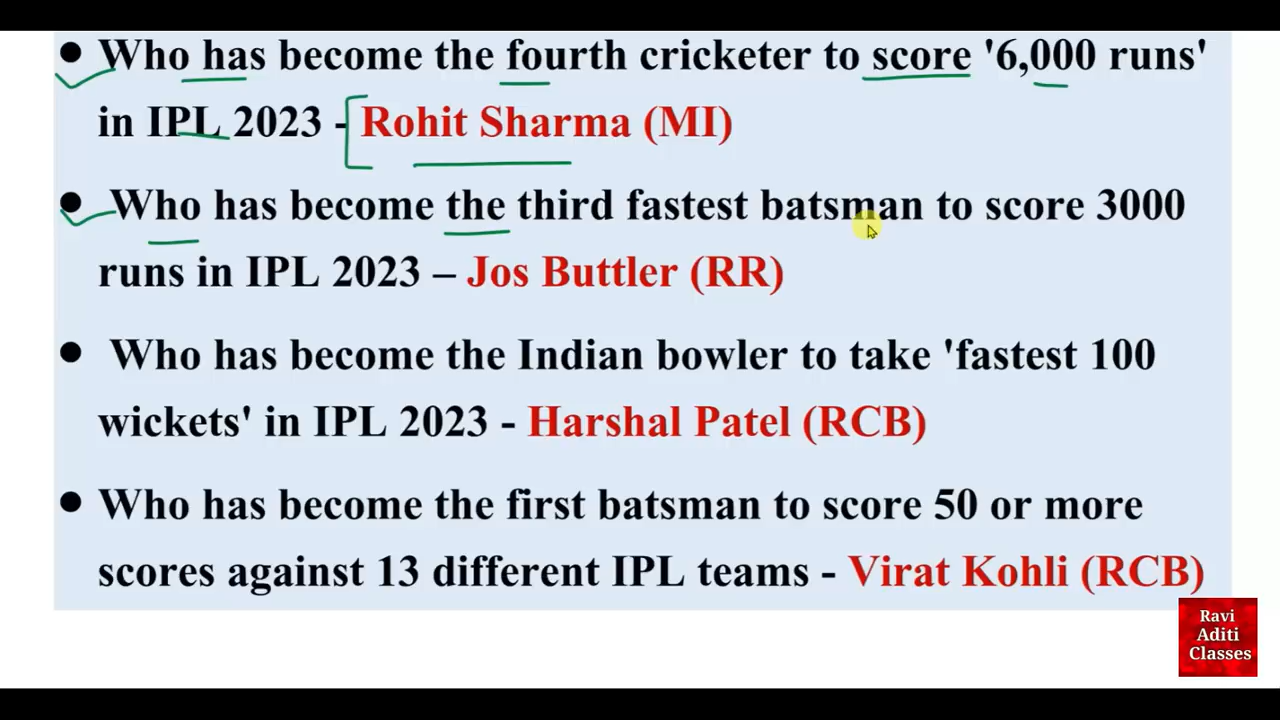 • Who has become the fourth cricketer to score '6,000 runs'
in IPL 2023 - Rohit Sharma (MI)
• Who has become the third fastest batsman to score 3000
runs in IPL 2023 – Jos Buttler (RR)
• Who has become the Indian bowler to take 'fastest 100
wickets' in IPL 2023 - Harshal Patel (RCB)
• Who has become the first batsman to score 50 or more
scores against 13 different IPL teams - Virat Kohli (RCB)
Ravi
Aditi
Classes